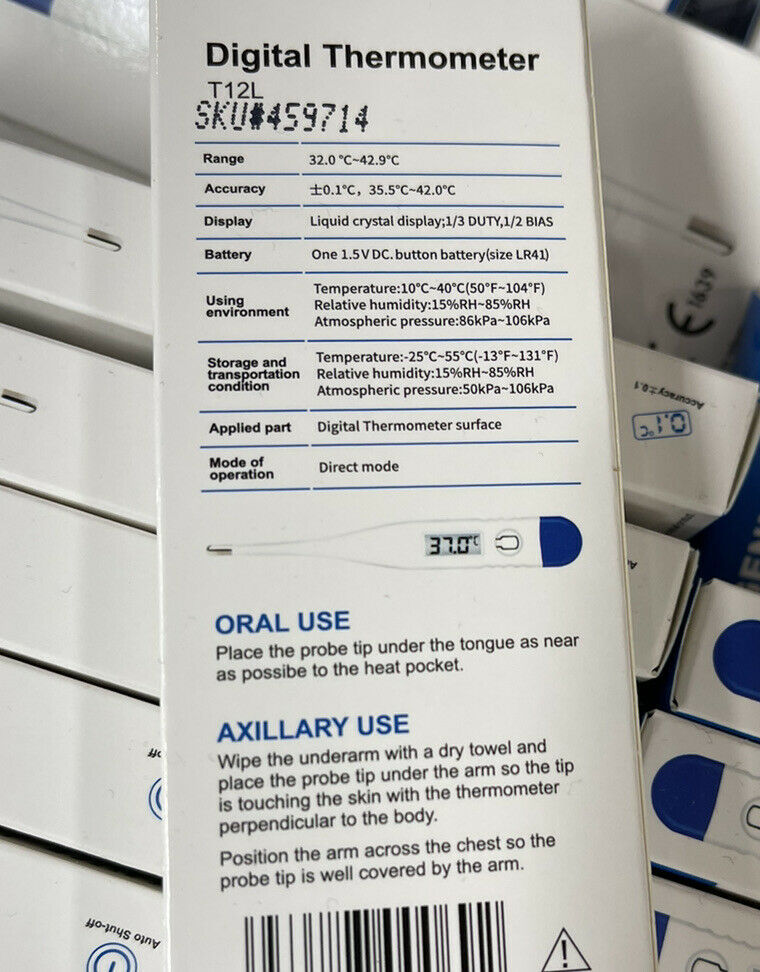 Digital Thermometer
T12L
SKU#459714
Range 32.0 °C~42.9°C
Accuracy ±0.1°C, 35.5°C~42.0°C
Display Liquid crystal display;1/3 DUTY,1/2 BIAS
Battery One 1.5V DC. button battery(size LR41)
Using environment
Temperature:10°C~40°C(50°F~104°F)
Relative humidity:15%RH~85%RH
Atmospheric pressure:86kPa~106kPa
Storage and
transportation
condition
Temperature:-25°C~55°C(-13°F~131°F)
Relative humidity:15%RH~85%RH
Atmospheric pressure:50kPa~106kPa
Applied part Digital Thermometer surface
Mode of
operation
Direct mode
37.0°C
ORAL USE
Place the probe tip under the tongue as near
as possibe to the heat pocket.
AXILLARY USE
Wipe the underarm with a dry towel and
place the probe tip under the arm so the tip
is touching the skin with the thermometer
perpendicular to the body.
Position the arm across the chest so the
probe tip is well covered by the arm.
Auto Shut-off
CE 1639
Accuracy±0.1
0.1°C